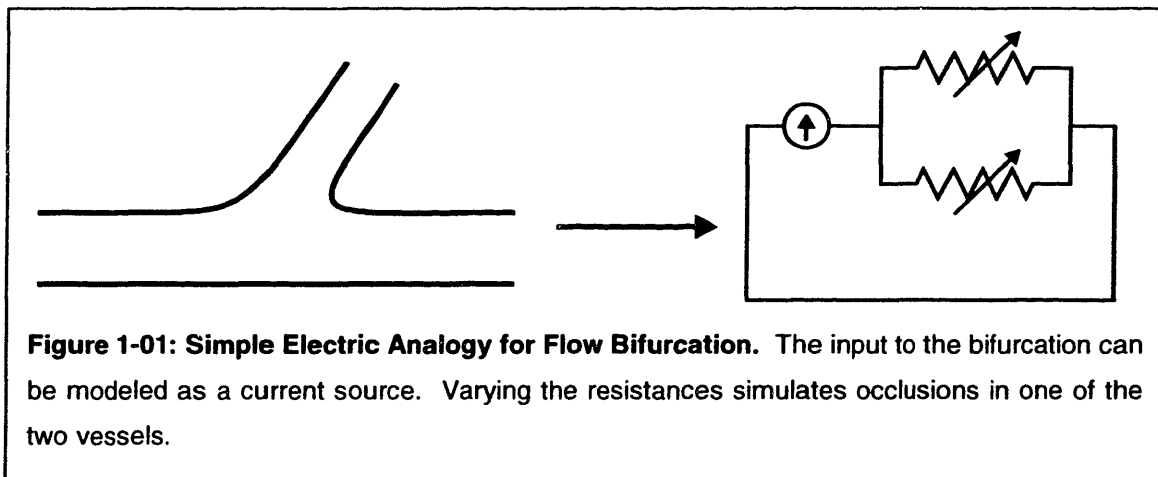 Figure 1-01: Simple Electric Analogy for Flow Bifurcation. The input to the bifurcation can
be modeled as a current source. Varying the resistances simulates occlusions in one of the
two vessels.